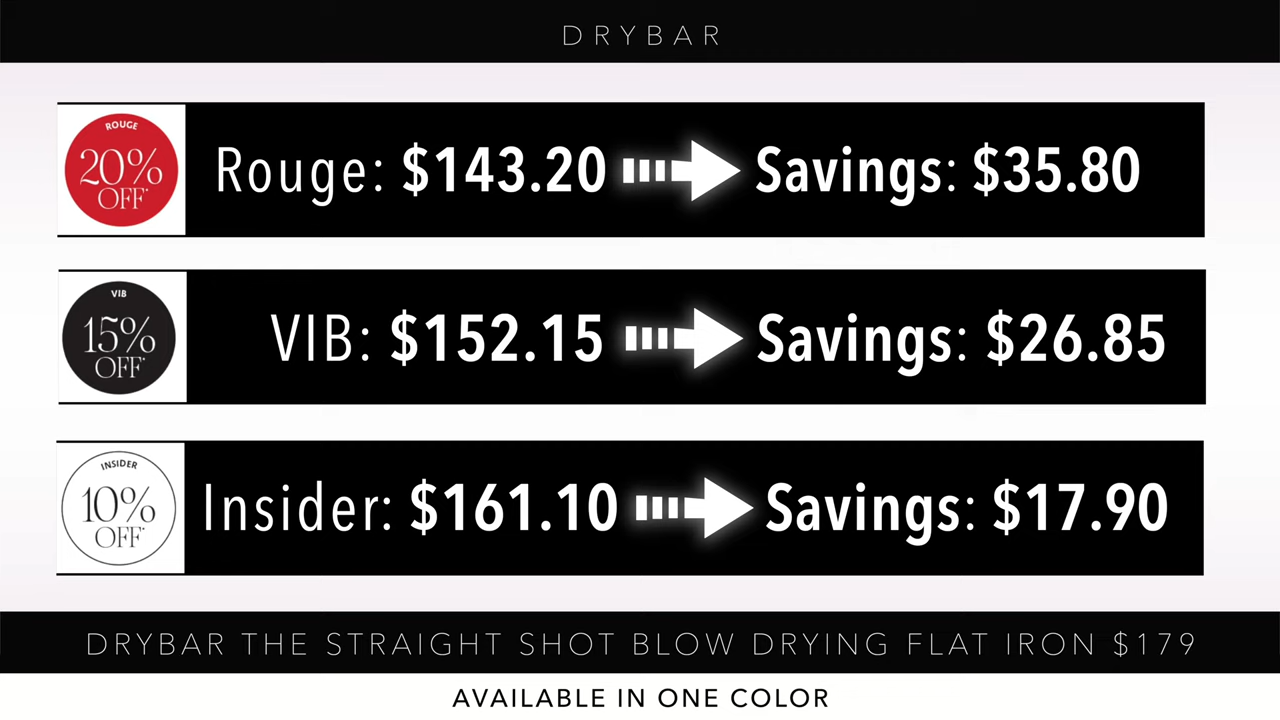 DRYBAR
ROUGE
20%
OFF*
Rouge: $143.20 Savings: $35.80
VIB
15%
OFF*
VIB: $152.15 Savings: $26.85
INSIDER
10%
OFF*
Insider: $161.10 Savings: $17.90
DRYBAR THE STRAIGHT SHOT BLOW DRYING FLAT IRON $179
AVAILABLE IN ONE COLOR